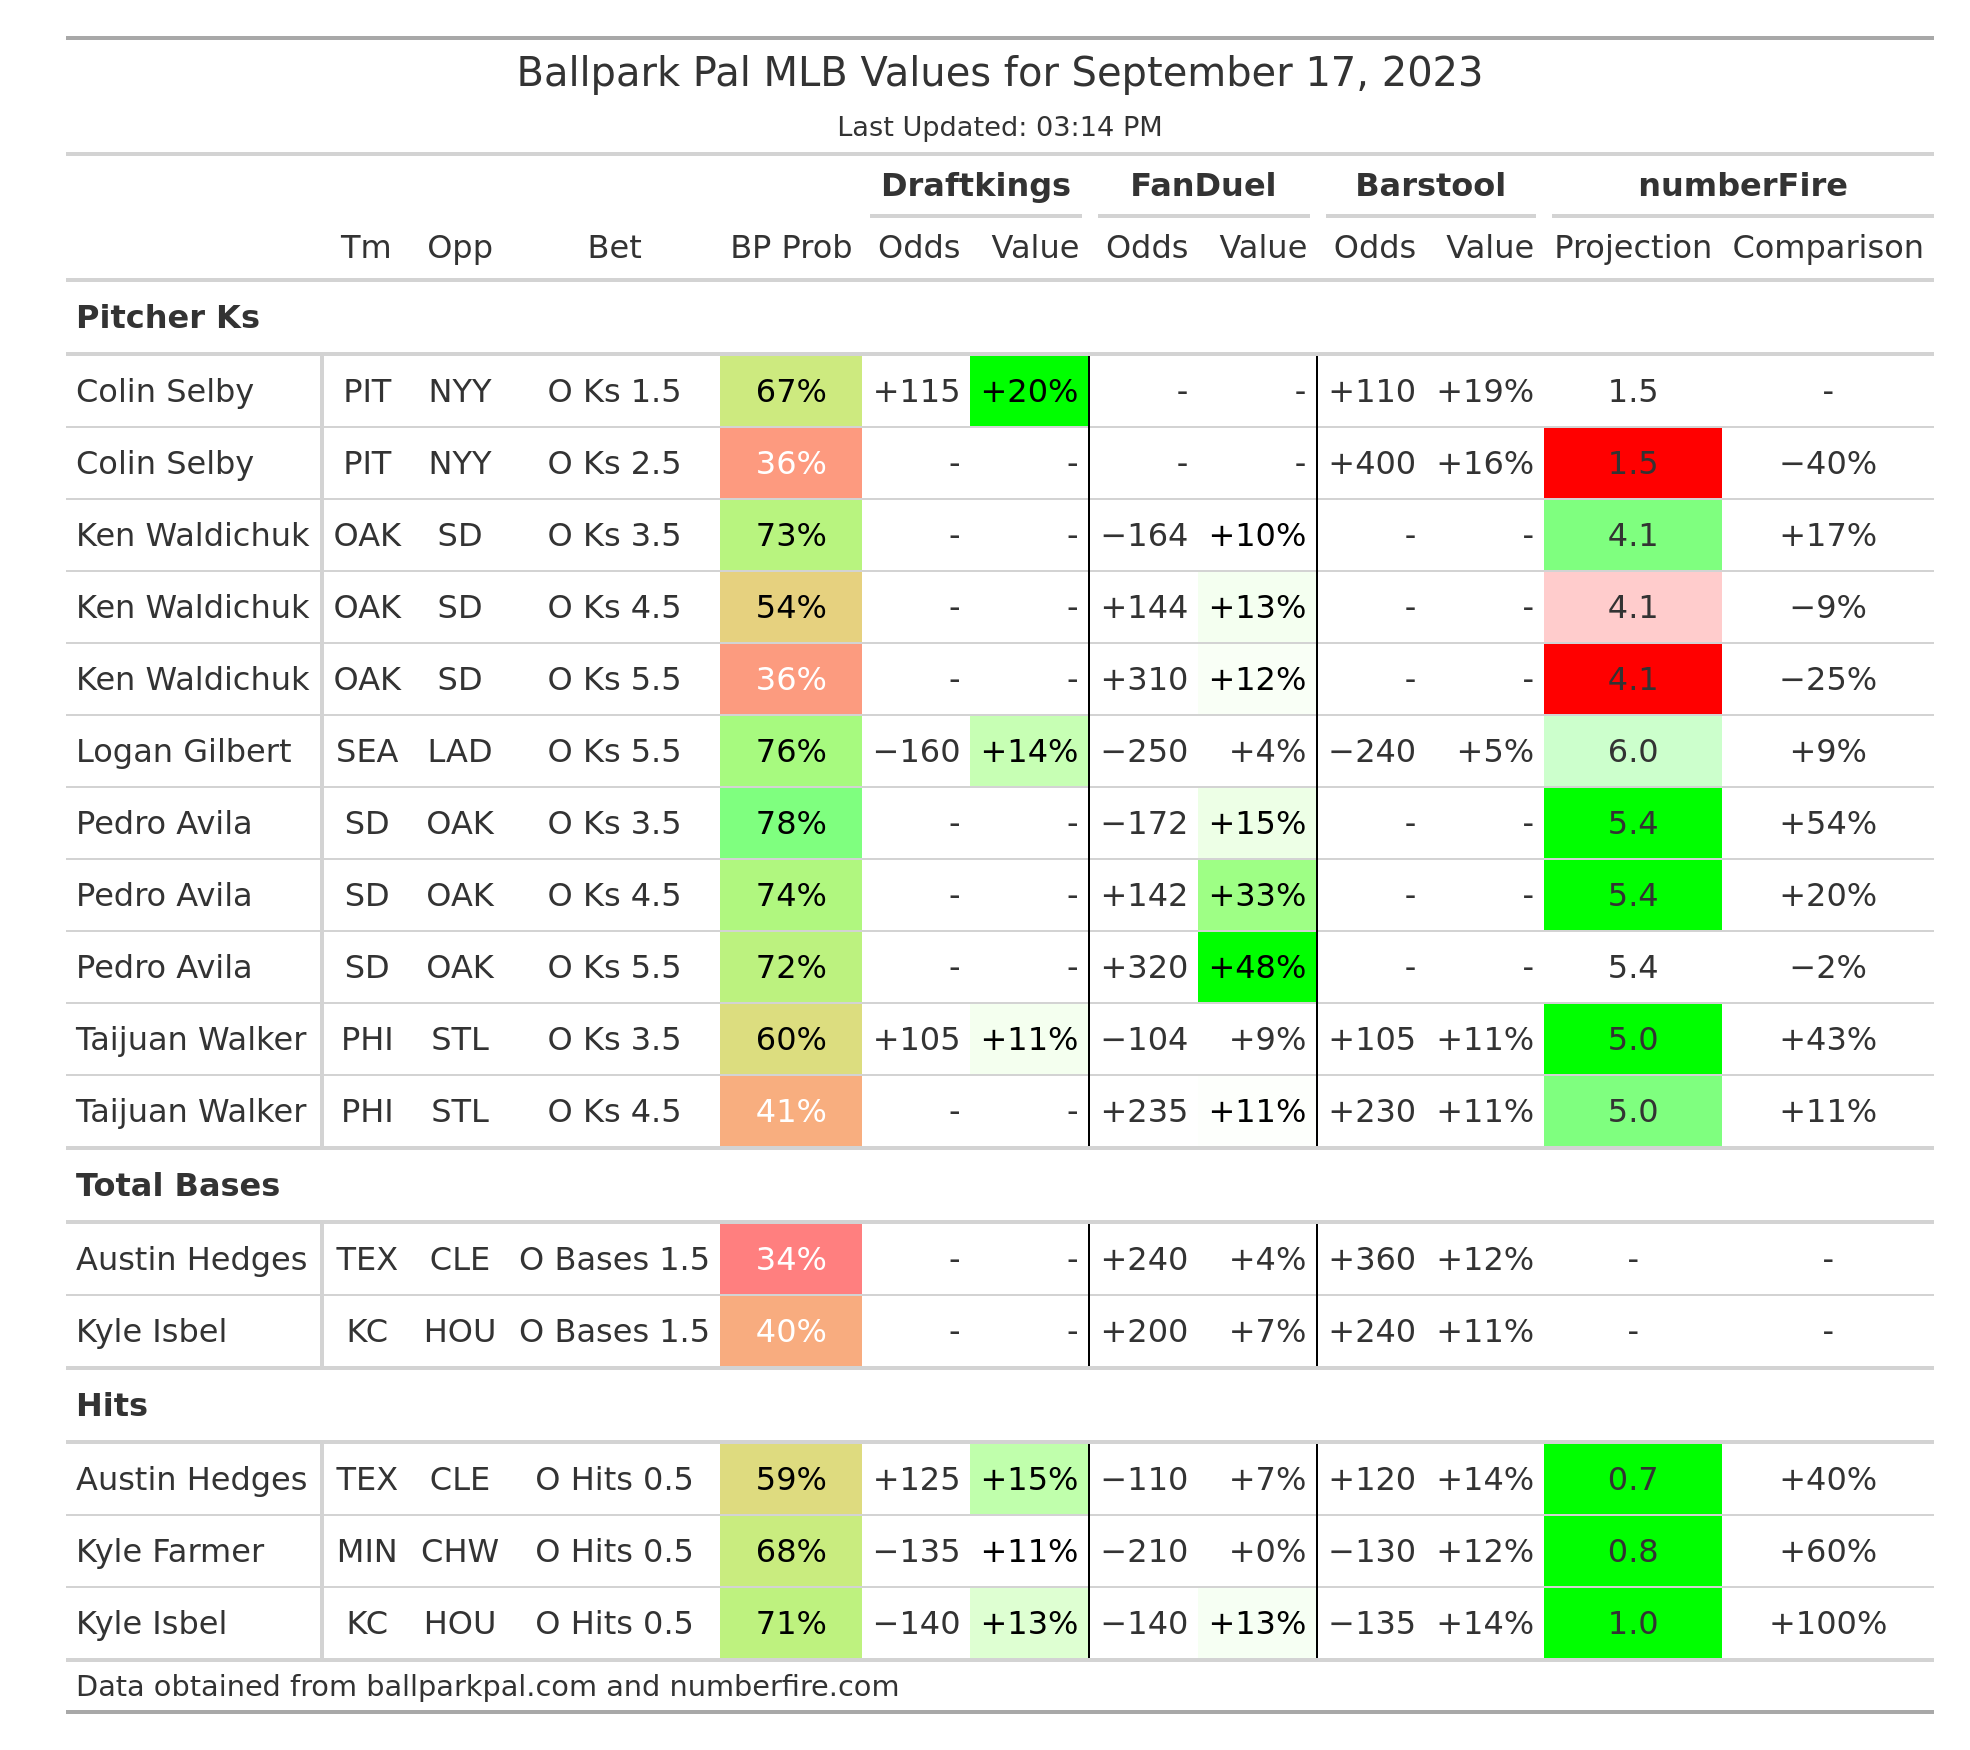 Ballpark Pal MLB Values for September 17, 2023
Last Updated: 03:14 PM
Draftkings FanDuel Barstool numberFire
Tm Opp Bet BP Prob Odds Value Odds Value Odds Value Projection Comparison
Pitcher Ks
Colin Selby PIT NYY O Ks 1.5 67% +115 +20% - - +110 +19% 1.5 -
Colin Selby PIT NYY O Ks 2.5 36% - - - - +400 +16% 1.5 −40%
Ken Waldichuk OAK SD O Ks 3.5 73% - - −164 +10% - - 4.1 +17%
Ken Waldichuk OAK SD O Ks 4.5 54% - - +144 +13% - - 4.1 −9%
Ken Waldichuk OAK SD O Ks 5.5 36% - - +310 +12% - - 4.1 −25%
Logan Gilbert SEA LAD O Ks 5.5 76% −160 +14% −250 +4% −240 +5% 6.0 +9%
Pedro Avila SD OAK O Ks 3.5 78% - - −172 +15% - - 5.4 +54%
Pedro Avila SD OAK O Ks 4.5 74% - - +142 +33% - - 5.4 +20%
Pedro Avila SD OAK O Ks 5.5 72% - - +320 +48% - - 5.4 −2%
Taijuan Walker PHI STL O Ks 3.5 60% +105 +11% −104 +9% +105 +11% 5.0 +43%
Taijuan Walker PHI STL O Ks 4.5 41% - - +235 +11% +230 +11% 5.0 +11%
Total Bases
Austin Hedges TEX CLE O Bases 1.5 34% - - +240 +4% +360 +12% - -
Kyle Isbel KC HOU O Bases 1.5 40% - - +200 +7% +240 +11% - -
Hits
Austin Hedges TEX CLE O Hits 0.5 59% +125 +15% −110 +7% +120 +14% 0.7 +40%
Kyle Farmer MIN CHW O Hits 0.5 68% −135 +11% −210 +0% −130 +12% 0.8 +60%
Kyle Isbel KC HOU O Hits 0.5 71% −140 +13% −140 +13% −135 +14% 1.0 +100%
Data obtained from ballparkpal.com and numberfire.com